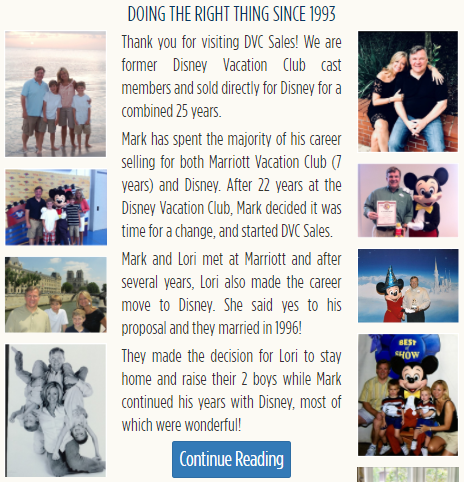 DOING THE RIGHT THING SINCE 1993
Thank you for visiting DVC Sales! We are
former Disney Vacation Club cast
members and sold directly for Disney for a
combined 25 years.
Mark has spent the majority of his career
selling for both Marriott Vacation Club (7
years) and Disney. After 22 years at the
Disney Vacation Club, Mark decided it was
time for a change, and started DVC Sales.
Mark and Lori met at Marriott and after
several years, Lori also made the career
move to Disney. She said yes to his
proposal and they married in 1996!
BEST of
SHOW
They made the decision for Lori to stay
home and raise their 2 boys while Mark
continued his years with Disney, most of
which were wonderful!
Continue Reading